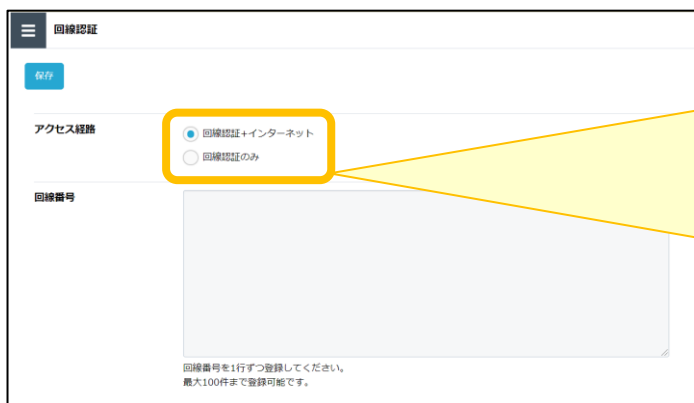 回線認証
保存
アクセス経路
回線認証+インターネット
回線認証のみ
回線番号
回線番号を1行ずつ登録してください。
最大100件まで登録可能です。